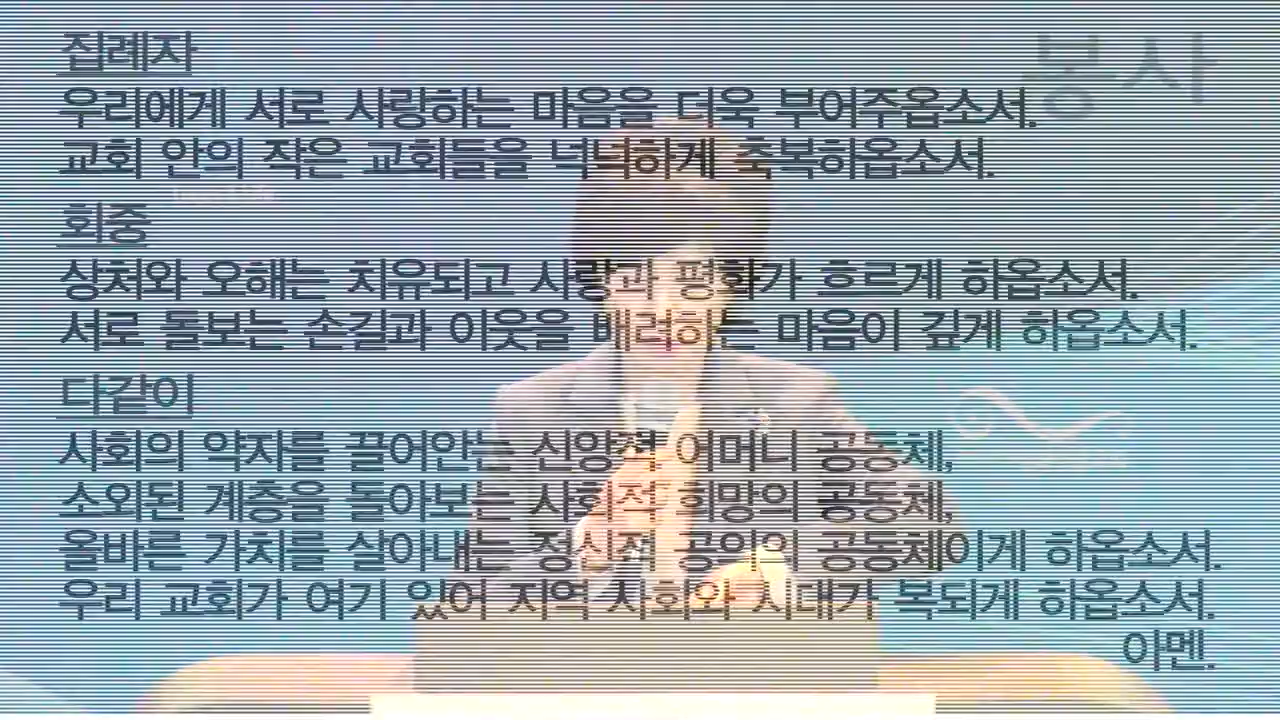 봉사
집례자
우리에게 서로 사랑하는 마음을 더욱 부어주옵소서.
교회 안의 작은 교회들을 넉넉하게 축복하옵소서.
회중
상처와 오해는 치유되고 사랑과 평화가 흐르게 하옵소서.
서로 돌보는 손길과 이웃을 배려하는 마음이 깊게 하옵소서.
다같이
사회의 약자를 끌어안는 신앙적 어머니 공동체,
소외된 계층을 돌아보는 사회적 희망의 공동체,
올바른 가치를 살아내는 정신적 공의의 공동체이게 하옵소서.
우리 교회가 여기 있어 지역 사회와 시대가 복되게 하옵소서.
아멘.